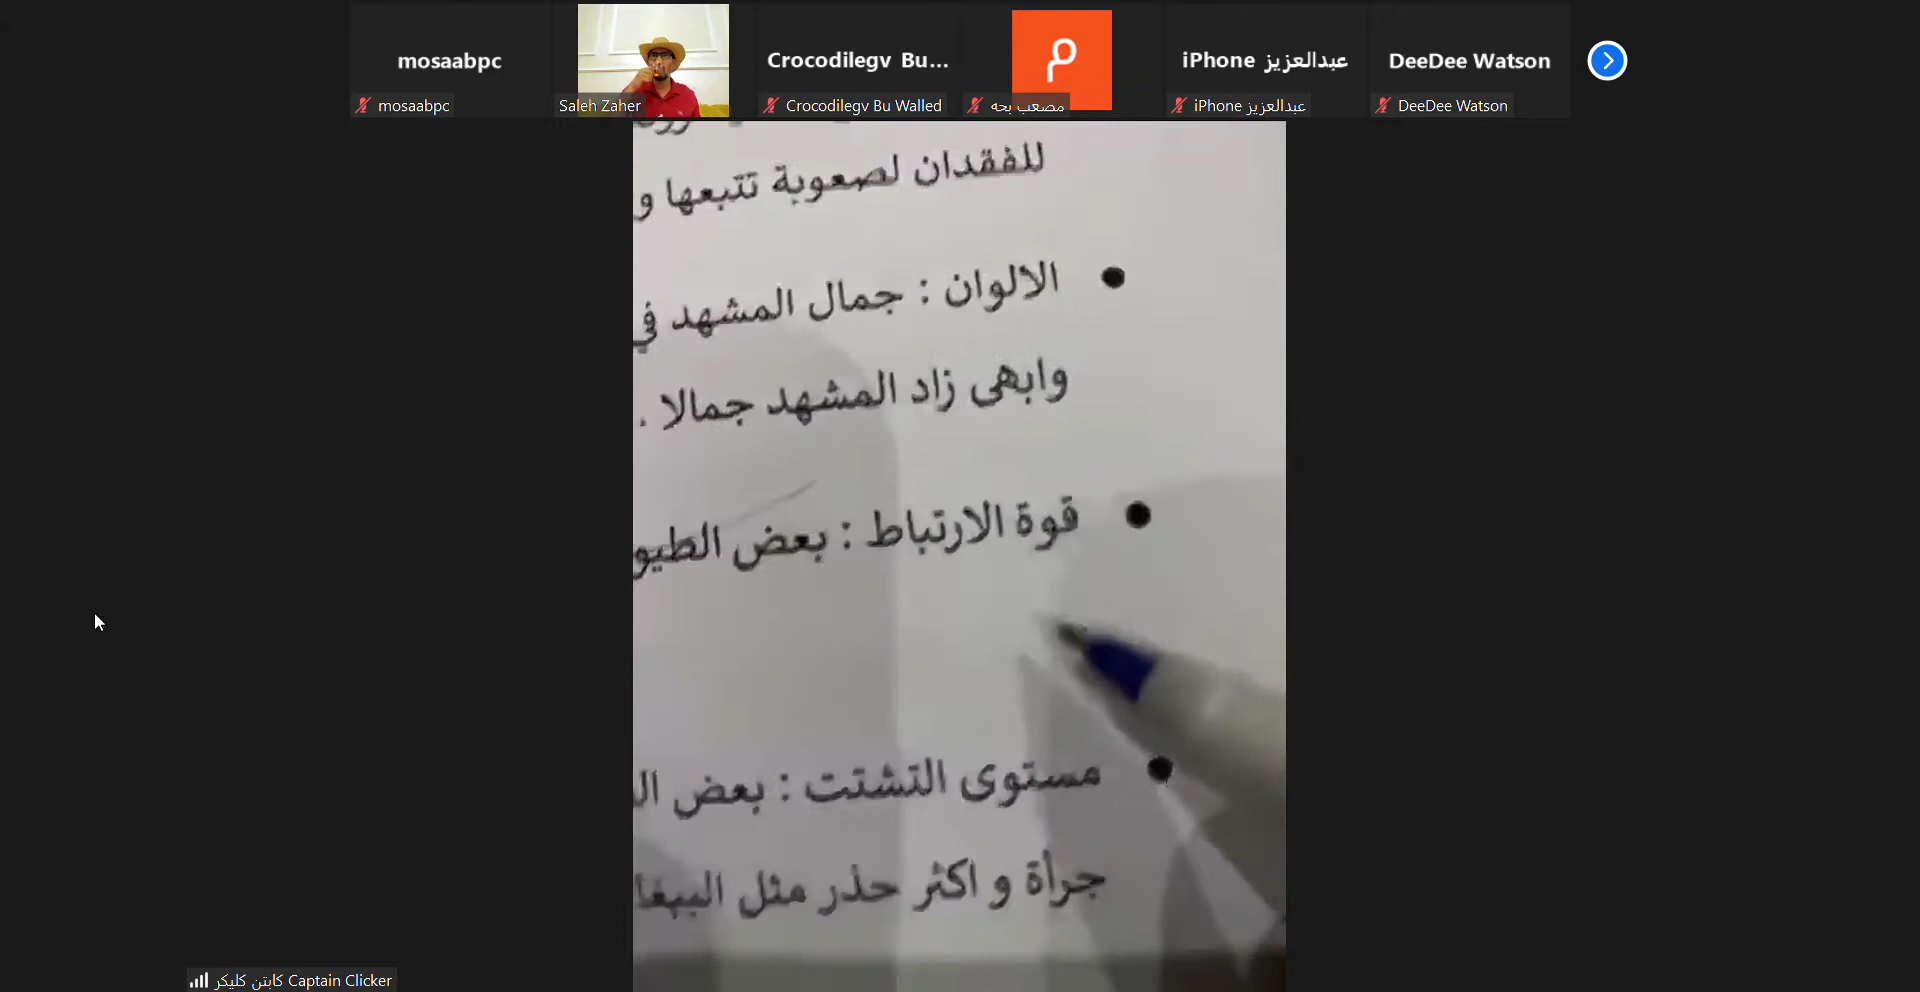 mosaabpc
Crocodilegv Bu...
م
iPhone عبدالعزيز
DeeDee Watson
mosaabpc
Saleh Zaher
Crocodilegv Bu Walled
مصعب بحه
iPhone عبدالعزيز
DeeDee Watson
للفقدان لصعوبة تتبعها و
• الالوان : جمال المشهد في
وابهى زاد المشهد جمالا .
• قوة الارتباط : بعض
• مستوى التشتت : بعض
جرأة و اكثر حذر مثل
كابتن كليكر Captain Clicker